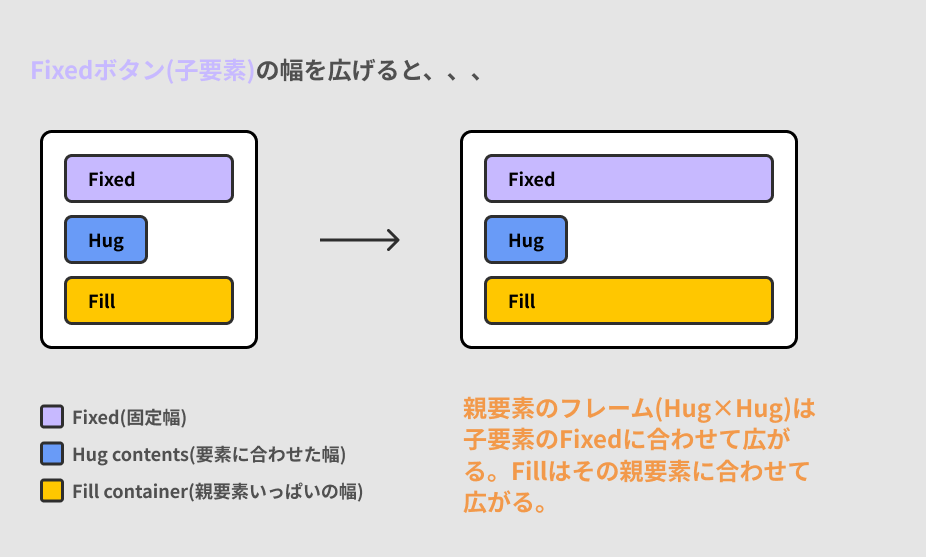 Fixedボタン(子要素)の幅を広げると、、、
Fixed
Hug
Fill
Fixed
Hug
Fill
Fixed(固定幅)
Hug contents(要素に合わせた幅)
Fill container(親要素いっぱいの幅)
親要素のフレーム(Hug×Hug)は
子要素のFixedに合わせて広が
る。Fillはその親要素に合わせて
広がる。